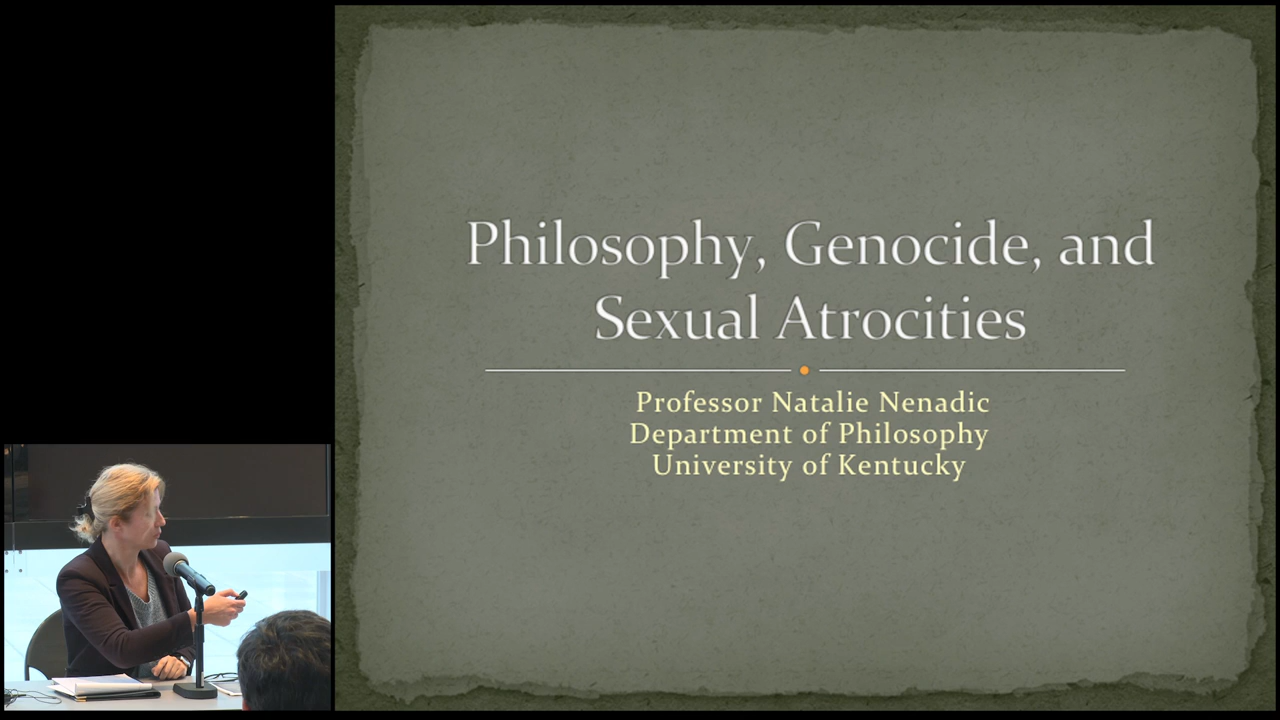 Philosophy, Genocide, and
Sexual Atrocities
Professor Natalie Nenadic
Department of Philosophy
University of Kentucky